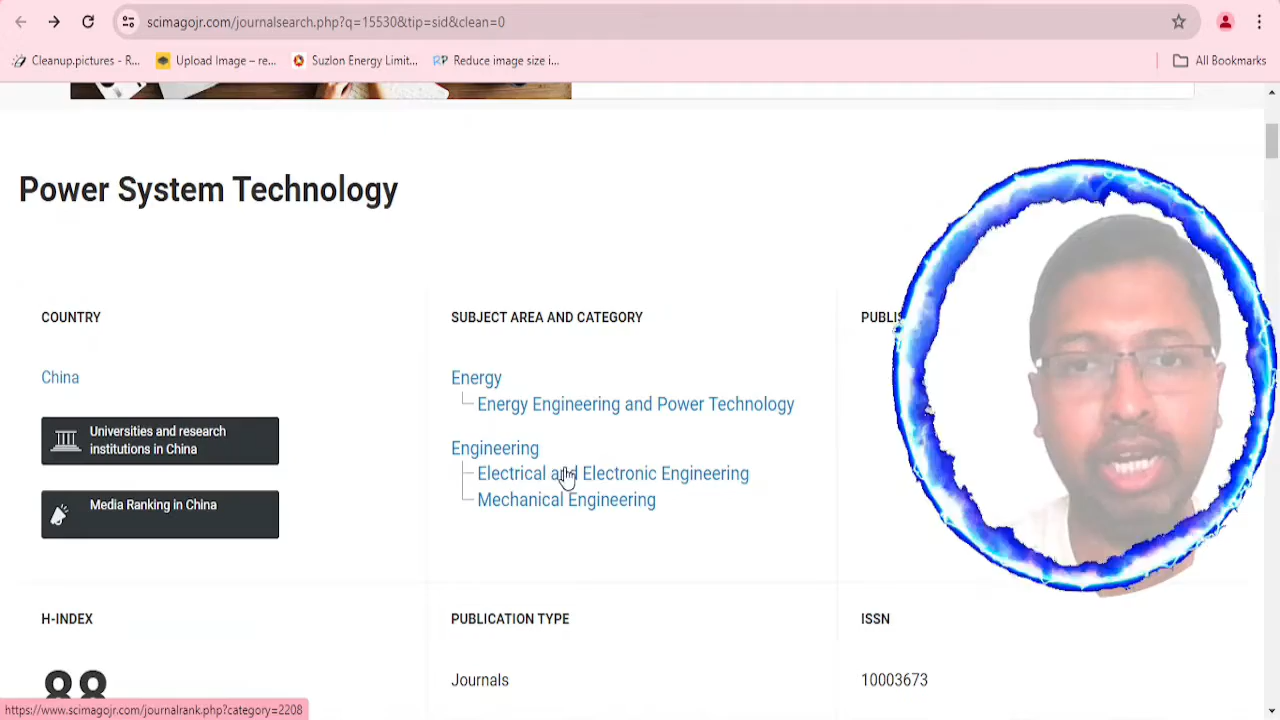 scimagojr.com/journalsearch.php?q=15530&tip=sid&clean=0
Cleanup.pictures - R...
Upload Image – re...
Suzlon Energy Limit...
Reduce image size i...
All Bookmarks
Power System Technology
COUNTRY
China
Universities and research
institutions in China
Media Ranking in China
SUBJECT AREA AND CATEGORY
Energy
Energy Engineering and Power Technology
Engineering
Electrical and Electronic Engineering
Mechanical Engineering
H-INDEX
88
PUBLICATION TYPE
Journals
ISSN
10003673
https://www.scimagojr.com/journalrank.php?category=2208